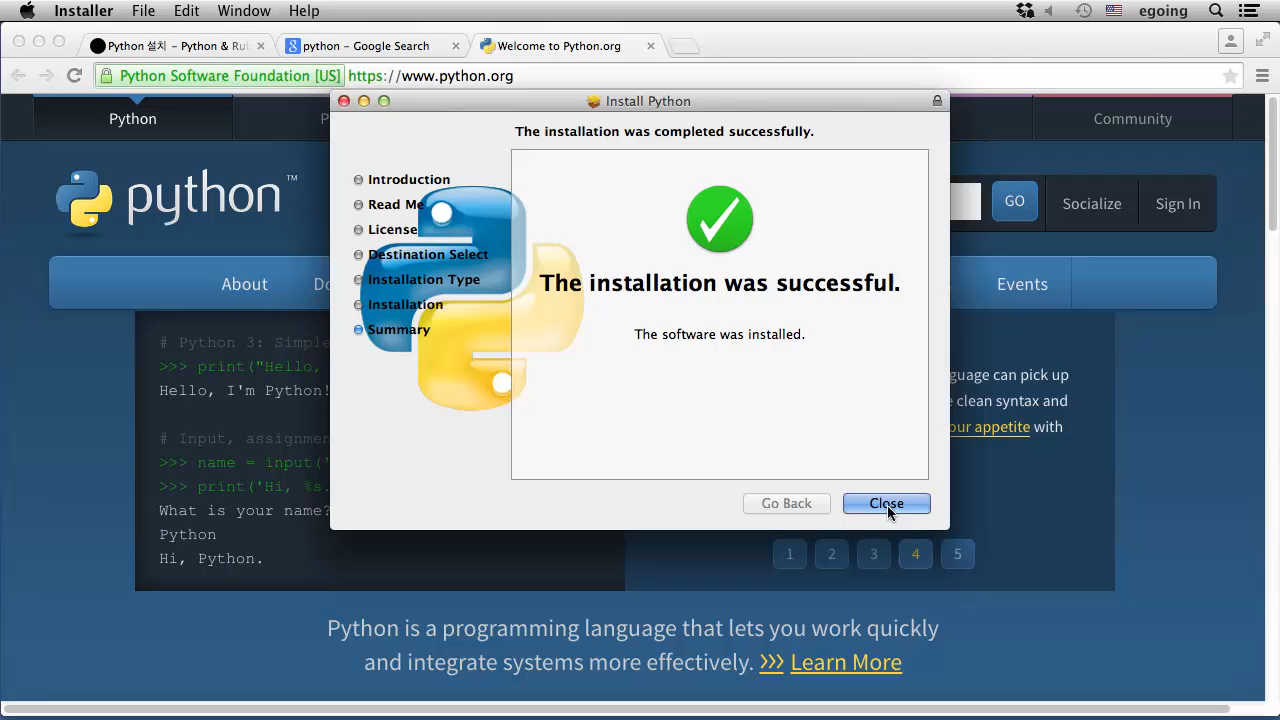 Installer File Edit Window Help egoing
Python 설치 – Python & Ru
python – Google Search
Welcome to Python.org
Python Software Foundation [US] https://www.python.org
Install Python
Python
Community
The installation was completed successfully.
Introduction
Read Me
License
Destination Select
Installation Type
Installation
Summary
The installation was successful.
The software was installed.
Go Back Close
python™
GO Socialize Sign In
About Events
# Python 3: Simple
>>> print("Hello,
Hello, I'm Python!
# Input, assignmen
>>> name = input('
>>> print('Hi, %s.
What is your name?
Python
Hi, Python.
guage can pick up
clean syntax and
our appetite with
1 2 3 4 5
Python is a programming language that lets you work quickly
and integrate systems more effectively. >>> Learn More